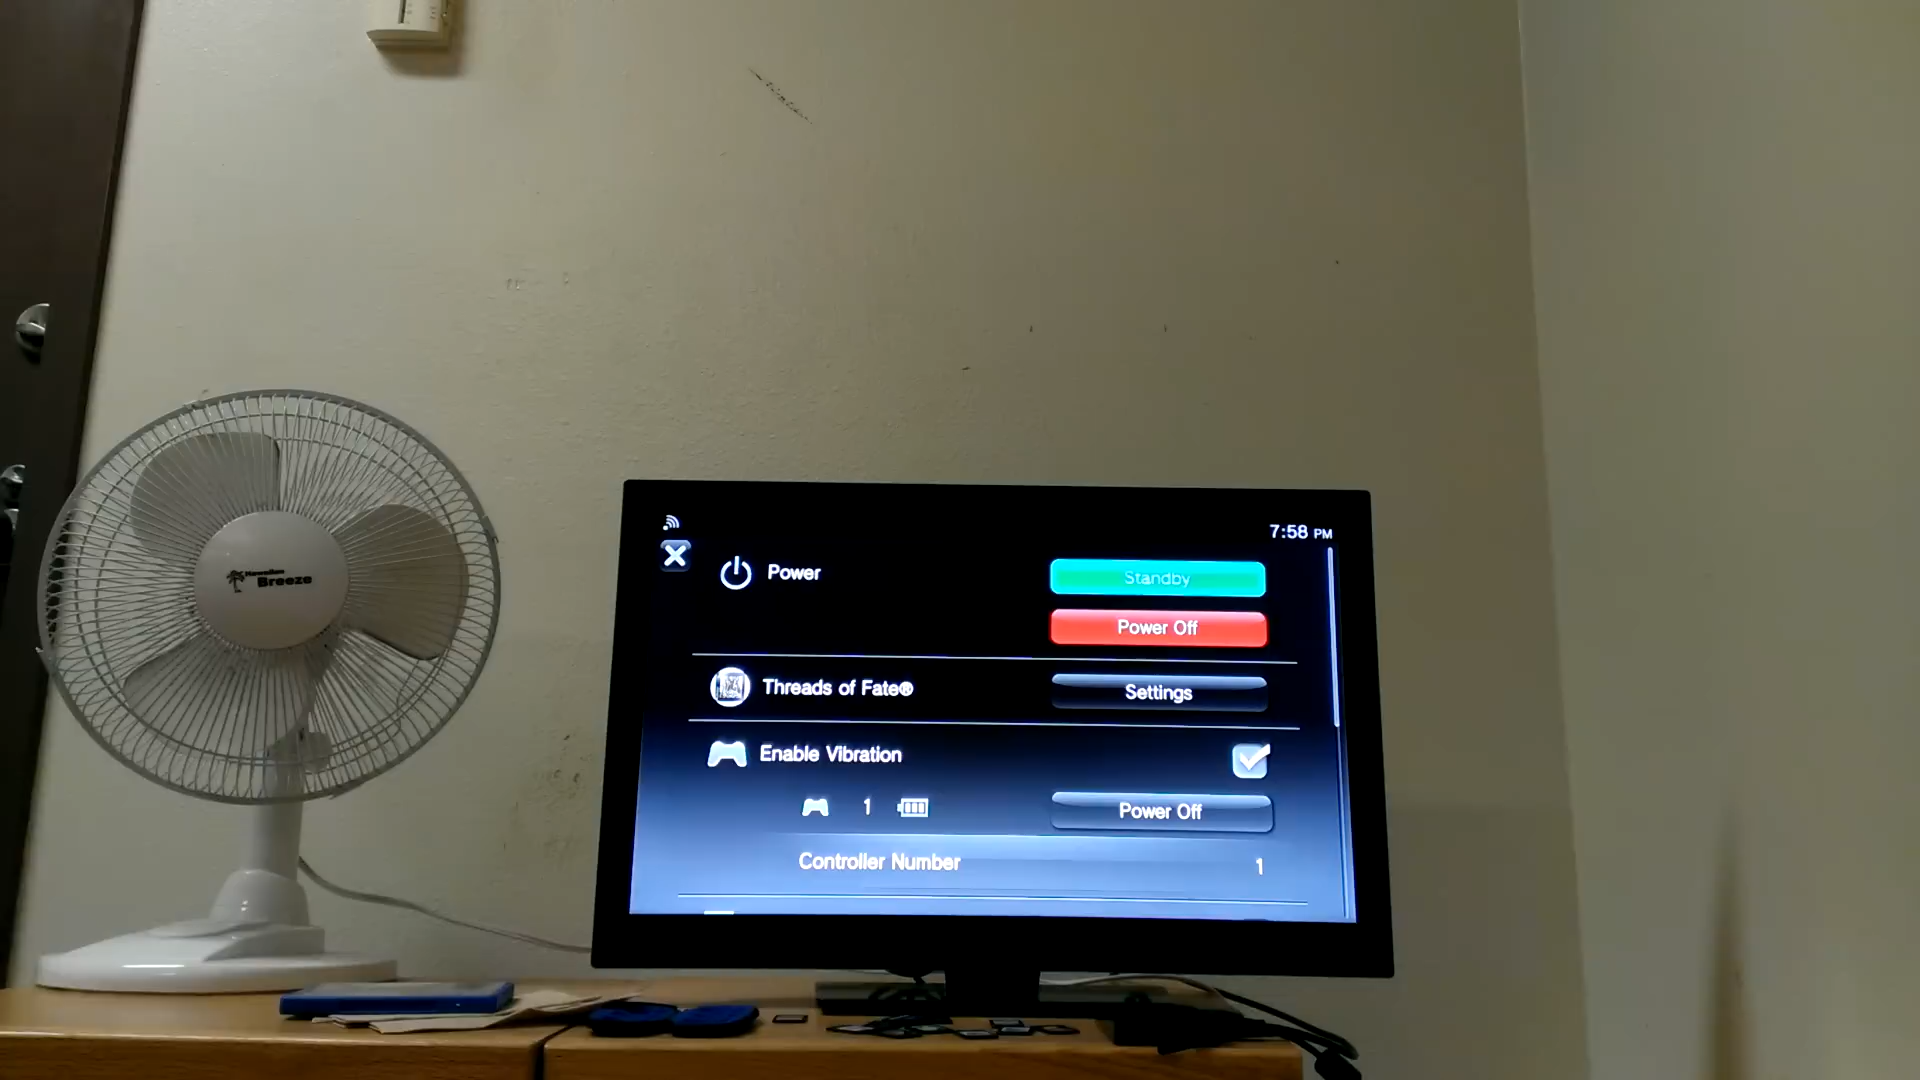 Hawaiian
Breeze
7:58 PM
Power
Standby
Power Off
Threads of Fate®
Settings
Enable Vibration
1
Power Off
Controller Number
1